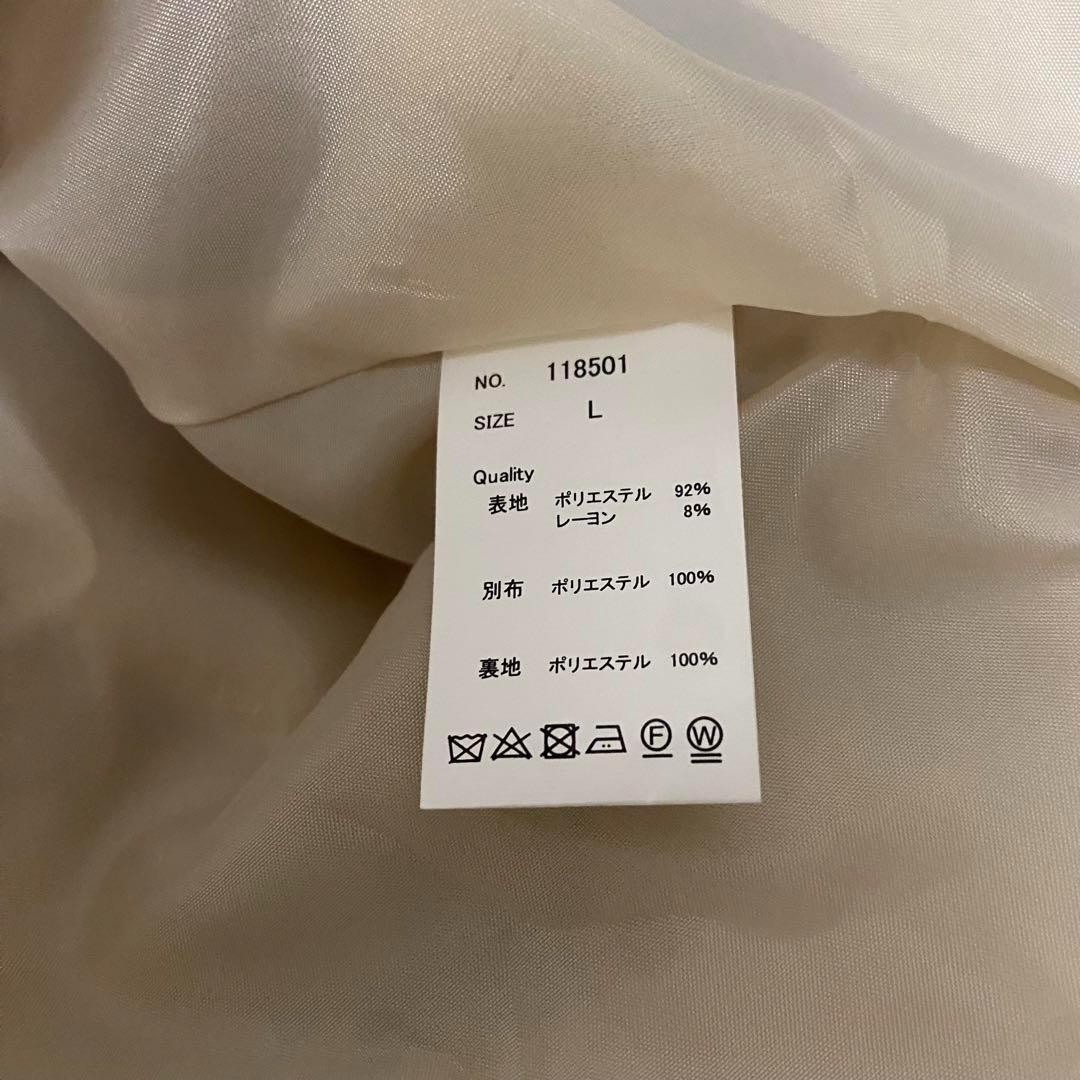 NO. 118501
SIZE L
Quality
表地 ポリエステル 92%
レーヨン 8%
別布 ポリエステル 100%
裏地 ポリエステル 100%
F W